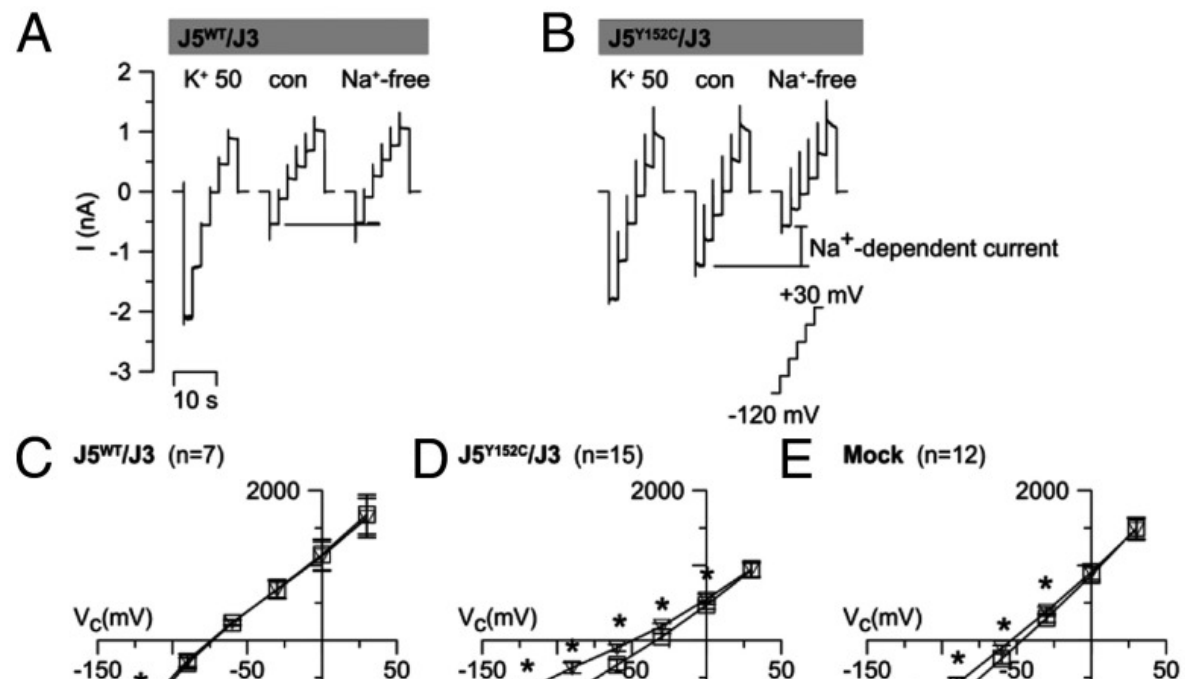 A
J5WT/J3
K+ 50 con Na+-free
2
1
0
-1
-2
-3
I (nA)
10 s
B
J5Y152C/J3
K+ 50 con Na+-free
Na+-dependent current
+30 mV
-120 mV
C J5WT/J3 (n=7)
2000
VC(mV)
-150 -50 50
*
D J5Y152C/J3 (n=15)
2000
* * * * *
VC(mV)
-150 -50 50
E Mock (n=12)
2000
* * *
VC(mV)
-150 -50 50